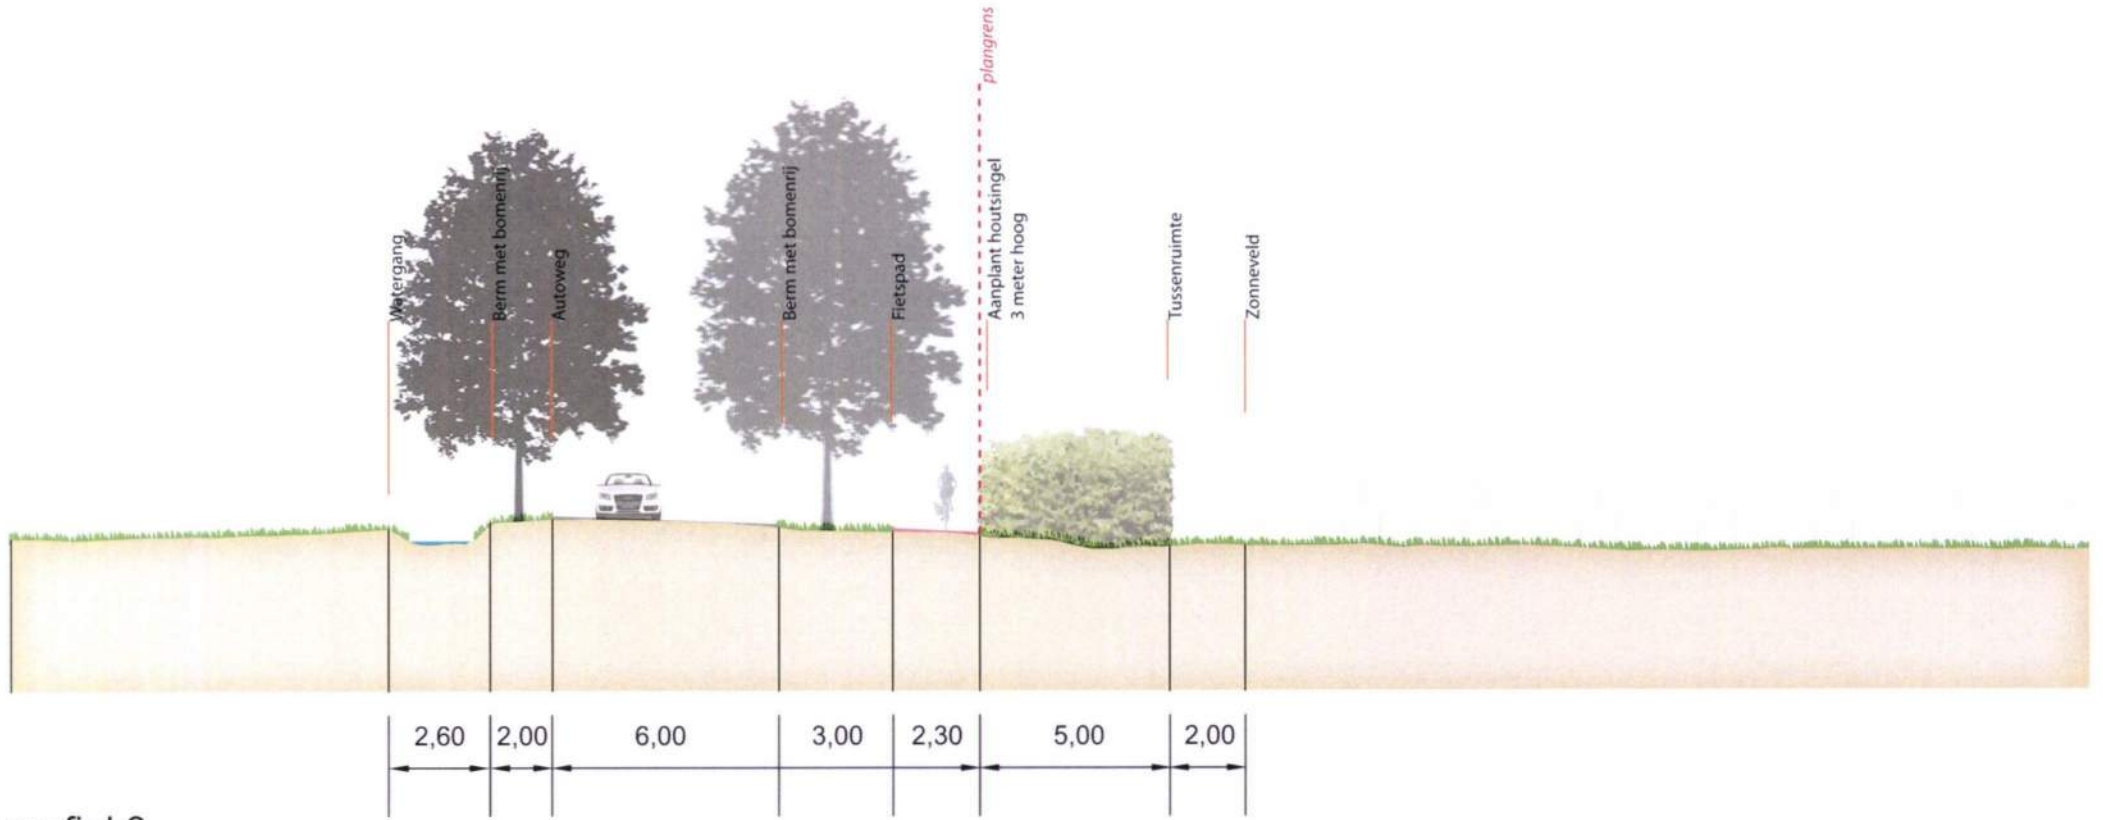 plangrens
Watergang
Berm met bomenrij
Autoweg
Berm met bomenrij
Fietspad
Aanplant houtsingel
3 meter hoog
Tussenruimte
Zonneveld
2,60
2,00
6,00
3,00
2,30
5,00
2,00